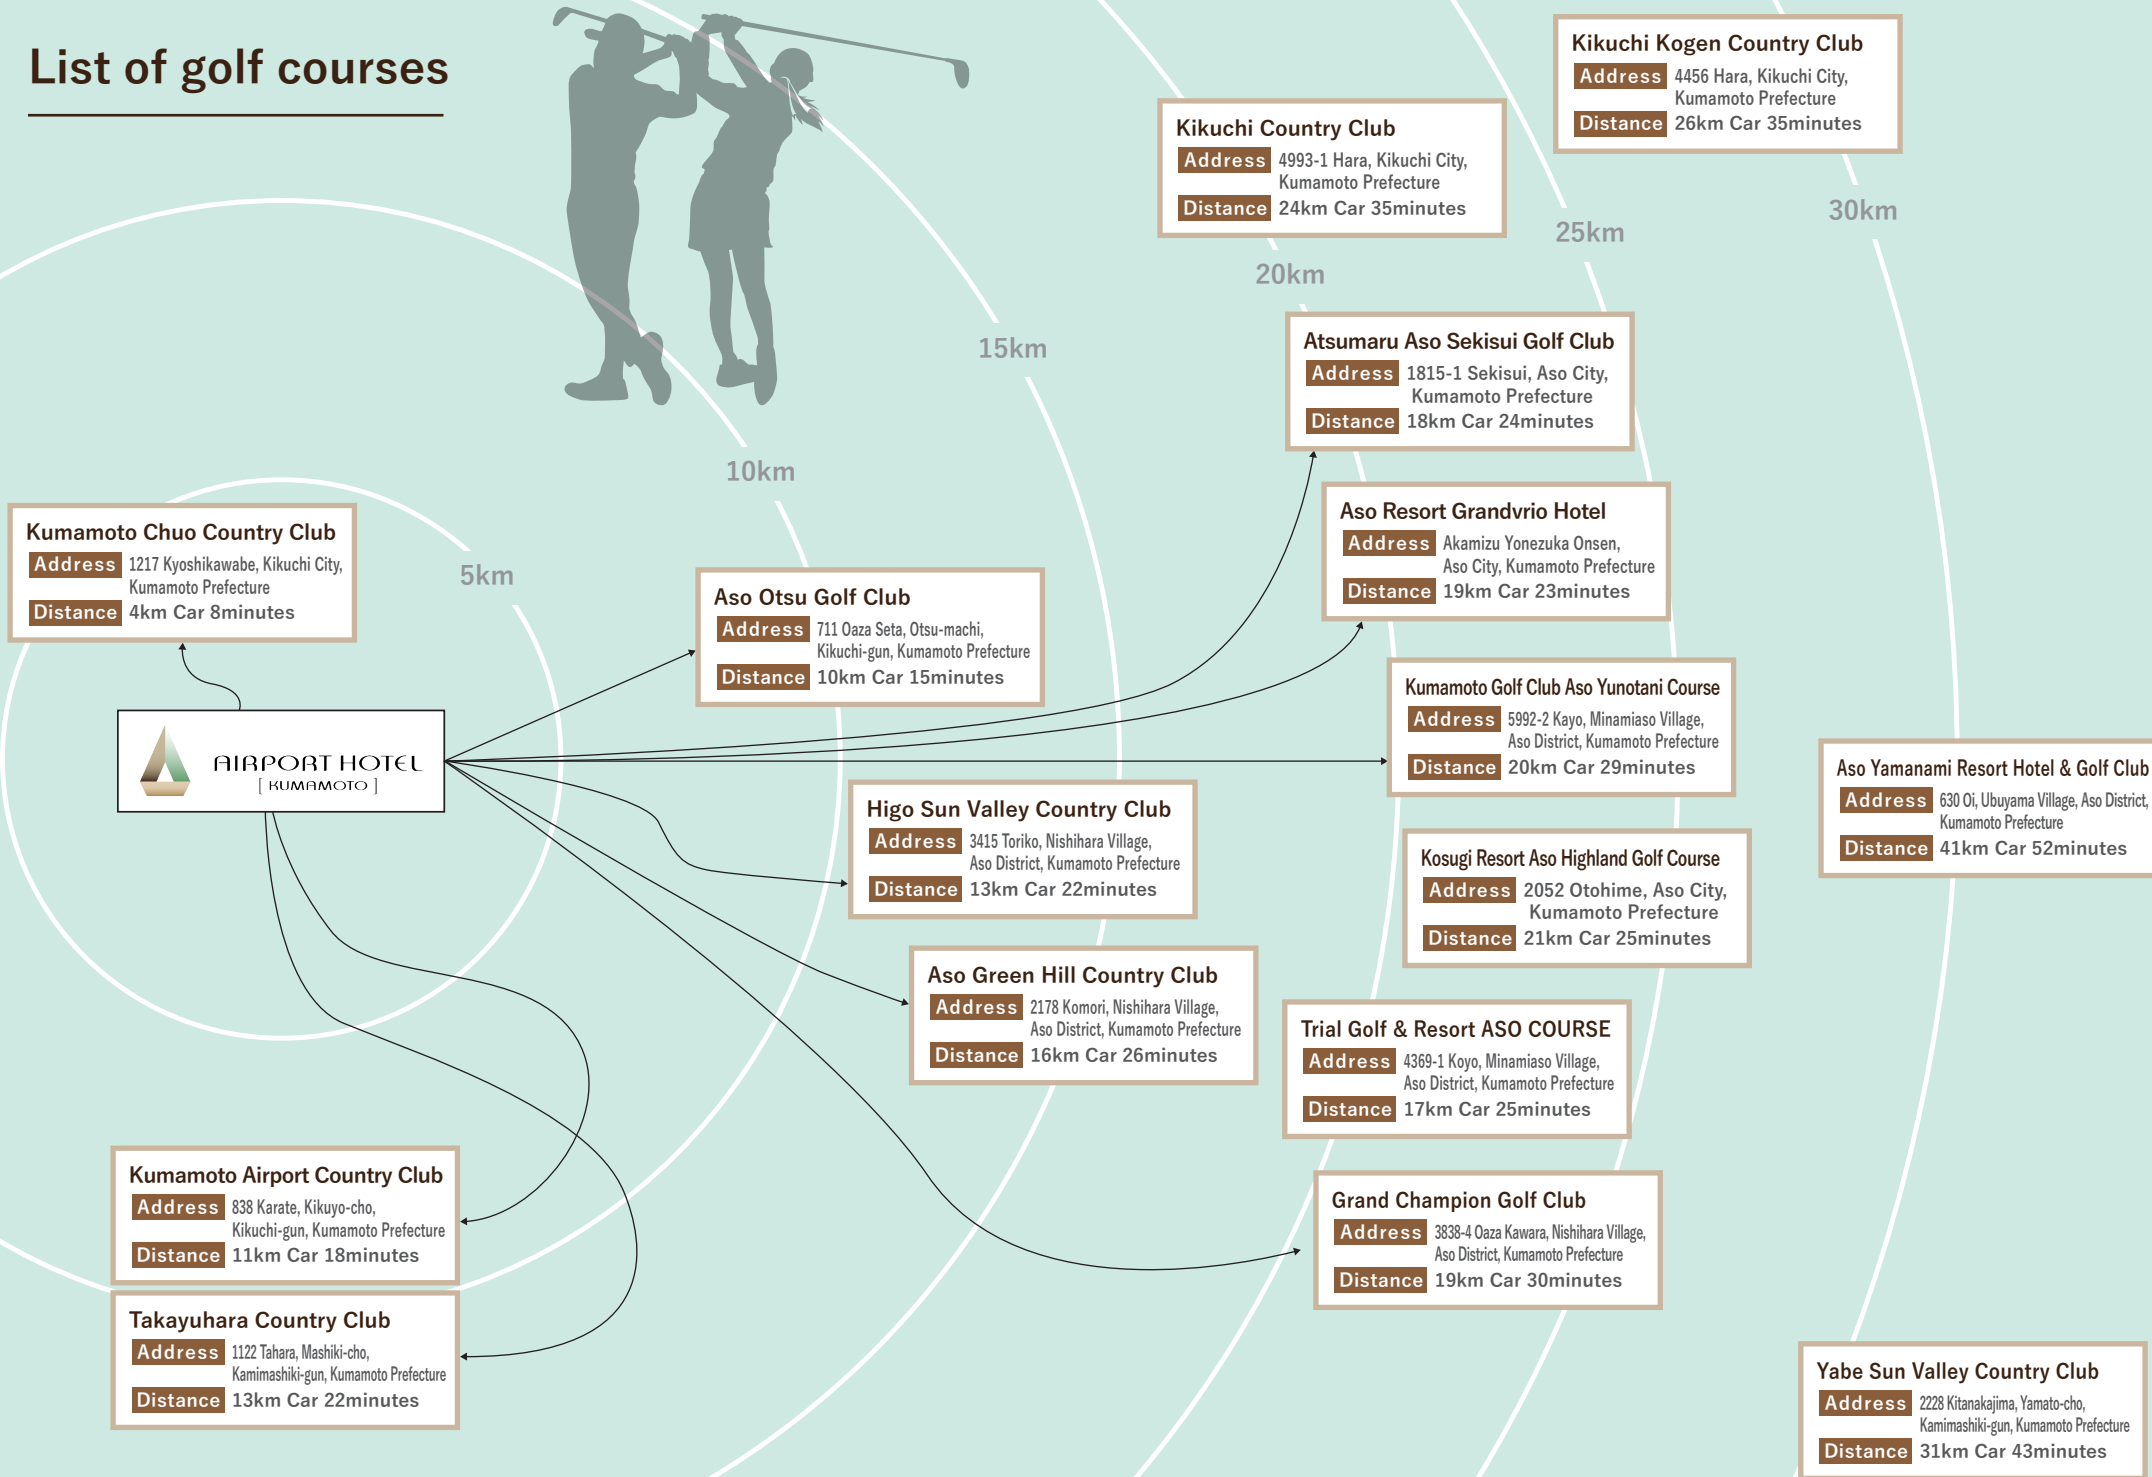 List of golf courses
Kikuchi Kogen Country Club
Address 4456 Hara, Kikuchi City,
Kumamoto Prefecture
Distance 26km Car 35minutes
Kikuchi Country Club
Address 4993-1 Hara, Kikuchi City,
Kumamoto Prefecture
Distance 24km Car 35minutes
30km
25km
20km
15km
10km
5km
Atsumaru Aso Sekisui Golf Club
Address 1815-1 Sekisui, Aso City,
Kumamoto Prefecture
Distance 18km Car 24minutes
Aso Resort Grandvrio Hotel
Address Akamizu Yonezuka Onsen,
Aso City, Kumamoto Prefecture
Distance 19km Car 23minutes
Kumamoto Chuo Country Club
Address 1217 Kyoshikawabe, Kikuchi City,
Kumamoto Prefecture
Distance 4km Car 8minutes
Aso Otsu Golf Club
Address 711 Oaza Seta, Otsu-machi,
Kikuchi-gun, Kumamoto Prefecture
Distance 10km Car 15minutes
Kumamoto Golf Club Aso Yunotani Course
Address 5992-2 Kayo, Minamiaso Village,
Aso District, Kumamoto Prefecture
Distance 20km Car 29minutes
AIRPORT HOTEL
[ KUMAMOTO ]
Aso Yamanami Resort Hotel & Golf Club
Address 630 Oi, Ubuyama Village, Aso District,
Kumamoto Prefecture
Distance 41km Car 52minutes
Higo Sun Valley Country Club
Address 3415 Toriko, Nishihara Village,
Aso District, Kumamoto Prefecture
Distance 13km Car 22minutes
Kosugi Resort Aso Highland Golf Course
Address 2052 Otohime, Aso City,
Kumamoto Prefecture
Distance 21km Car 25minutes
Aso Green Hill Country Club
Address 2178 Komori, Nishihara Village,
Aso District, Kumamoto Prefecture
Distance 16km Car 26minutes
Trial Golf & Resort ASO COURSE
Address 4369-1 Koyo, Minamiaso Village,
Aso District, Kumamoto Prefecture
Distance 17km Car 25minutes
Kumamoto Airport Country Club
Address 838 Karate, Kikuyo-cho,
Kikuchi-gun, Kumamoto Prefecture
Distance 11km Car 18minutes
Grand Champion Golf Club
Address 3838-4 Oaza Kawara, Nishihara Village,
Aso District, Kumamoto Prefecture
Distance 19km Car 30minutes
Takayuhara Country Club
Address 1122 Tahara, Mashiki-cho,
Kamimashiki-gun, Kumamoto Prefecture
Distance 13km Car 22minutes
Yabe Sun Valley Country Club
Address 2228 Kitanakajima, Yamato-cho,
Kamimashiki-gun, Kumamoto Prefecture
Distance 31km Car 43minutes